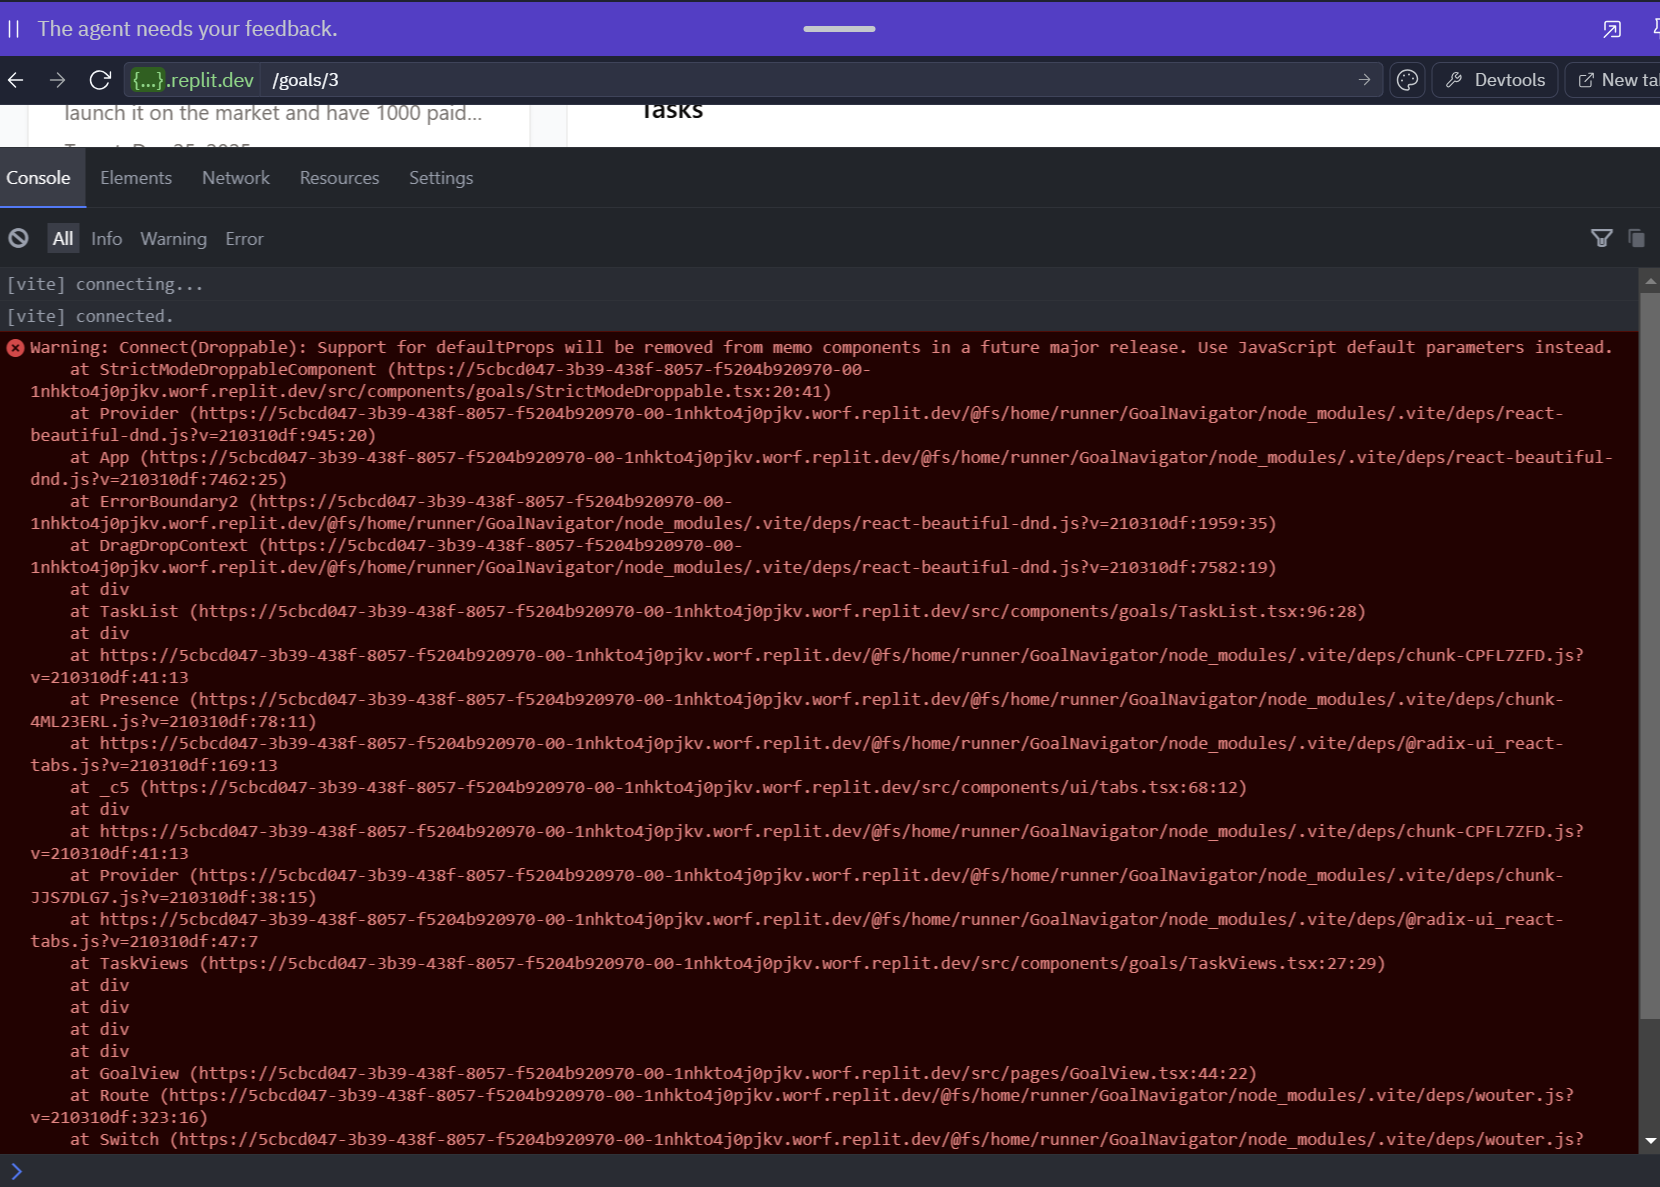 The agent needs your feedback.
{...}.replit.dev /goals/3 Devtools New
launch it on the market and have 1000 paid...
Tasks
Console Elements Network Resources Settings
All Info Warning Error
[vite] connecting...
[vite] connected.
Warning: Connect(Droppable): Support for defaultProps will be removed from memo components in a future major release. Use JavaScript default parameters instead.
at StrictModeDroppableComponent (https://5cbcd047-3b39-438f-8057-f5204b920970-00-
1nhkto4j0pjkv.worf.replit.dev/src/components/goals/StrictModeDroppable.tsx:20:41)
at Provider (https://5cbcd047-3b39-438f-8057-f5204b920970-00-1nhkto4j0pjkv.worf.replit.dev/@fs/home/runner/GoalNavigator/node_modules/.vite/deps/react-
beautiful-dnd.js?v=210310df:945:20)
at App (https://5cbcd047-3b39-438f-8057-f5204b920970-00-1nhkto4j0pjkv.worf.replit.dev/@fs/home/runner/GoalNavigator/node_modules/.vite/deps/react-beautiful-
dnd.js?v=210310df:7462:25)
at ErrorBoundary2 (https://5cbcd047-3b39-438f-8057-f5204b920970-00-
1nhkto4j0pjkv.worf.replit.dev/@fs/home/runner/GoalNavigator/node_modules/.vite/deps/react-beautiful-dnd.js?v=210310df:1959:35)
at DragDropContext (https://5cbcd047-3b39-438f-8057-f5204b920970-00-
1nhkto4j0pjkv.worf.replit.dev/@fs/home/runner/GoalNavigator/node_modules/.vite/deps/react-beautiful-dnd.js?v=210310df:7582:19)
at div
at TaskList (https://5cbcd047-3b39-438f-8057-f5204b920970-00-1nhkto4j0pjkv.worf.replit.dev/src/components/goals/TaskList.tsx:96:28)
at div
at https://5cbcd047-3b39-438f-8057-f5204b920970-00-1nhkto4j0pjkv.worf.replit.dev/@fs/home/runner/GoalNavigator/node_modules/.vite/deps/chunk-CPFL7ZFD.js?
v=210310df:41:13
at Presence (https://5cbcd047-3b39-438f-8057-f5204b920970-00-1nhkto4j0pjkv.worf.replit.dev/@fs/home/runner/GoalNavigator/node_modules/.vite/deps/chunk-
4ML23ERL.js?v=210310df:78:11)
at https://5cbcd047-3b39-438f-8057-f5204b920970-00-1nhkto4j0pjkv.worf.replit.dev/@fs/home/runner/GoalNavigator/node_modules/.vite/deps/@radix-ui_react-
tabs.js?v=210310df:169:13
at _c5 (https://5cbcd047-3b39-438f-8057-f5204b920970-00-1nhkto4j0pjkv.worf.replit.dev/src/components/ui/tabs.tsx:68:12)
at div
at https://5cbcd047-3b39-438f-8057-f5204b920970-00-1nhkto4j0pjkv.worf.replit.dev/@fs/home/runner/GoalNavigator/node_modules/.vite/deps/chunk-CPFL7ZFD.js?
v=210310df:41:13
at Provider (https://5cbcd047-3b39-438f-8057-f5204b920970-00-1nhkto4j0pjkv.worf.replit.dev/@fs/home/runner/GoalNavigator/node_modules/.vite/deps/chunk-
JJS7DLG7.js?v=210310df:38:15)
at https://5cbcd047-3b39-438f-8057-f5204b920970-00-1nhkto4j0pjkv.worf.replit.dev/@fs/home/runner/GoalNavigator/node_modules/.vite/deps/@radix-ui_react-
tabs.js?v=210310df:47:7
at TaskViews (https://5cbcd047-3b39-438f-8057-f5204b920970-00-1nhkto4j0pjkv.worf.replit.dev/src/components/goals/TaskViews.tsx:27:29)
at div
at div
at div
at div
at GoalView (https://5cbcd047-3b39-438f-8057-f5204b920970-00-1nhkto4j0pjkv.worf.replit.dev/src/pages/GoalView.tsx:44:22)
at Route (https://5cbcd047-3b39-438f-8057-f5204b920970-00-1nhkto4j0pjkv.worf.replit.dev/@fs/home/runner/GoalNavigator/node_modules/.vite/deps/wouter.js?
v=210310df:323:16)
at Switch (https://5cbcd047-3b39-438f-8057-f5204b920970-00-1nhkto4j0pjkv.worf.replit.dev/@fs/home/runner/GoalNavigator/node_modules/.vite/deps/wouter.js?